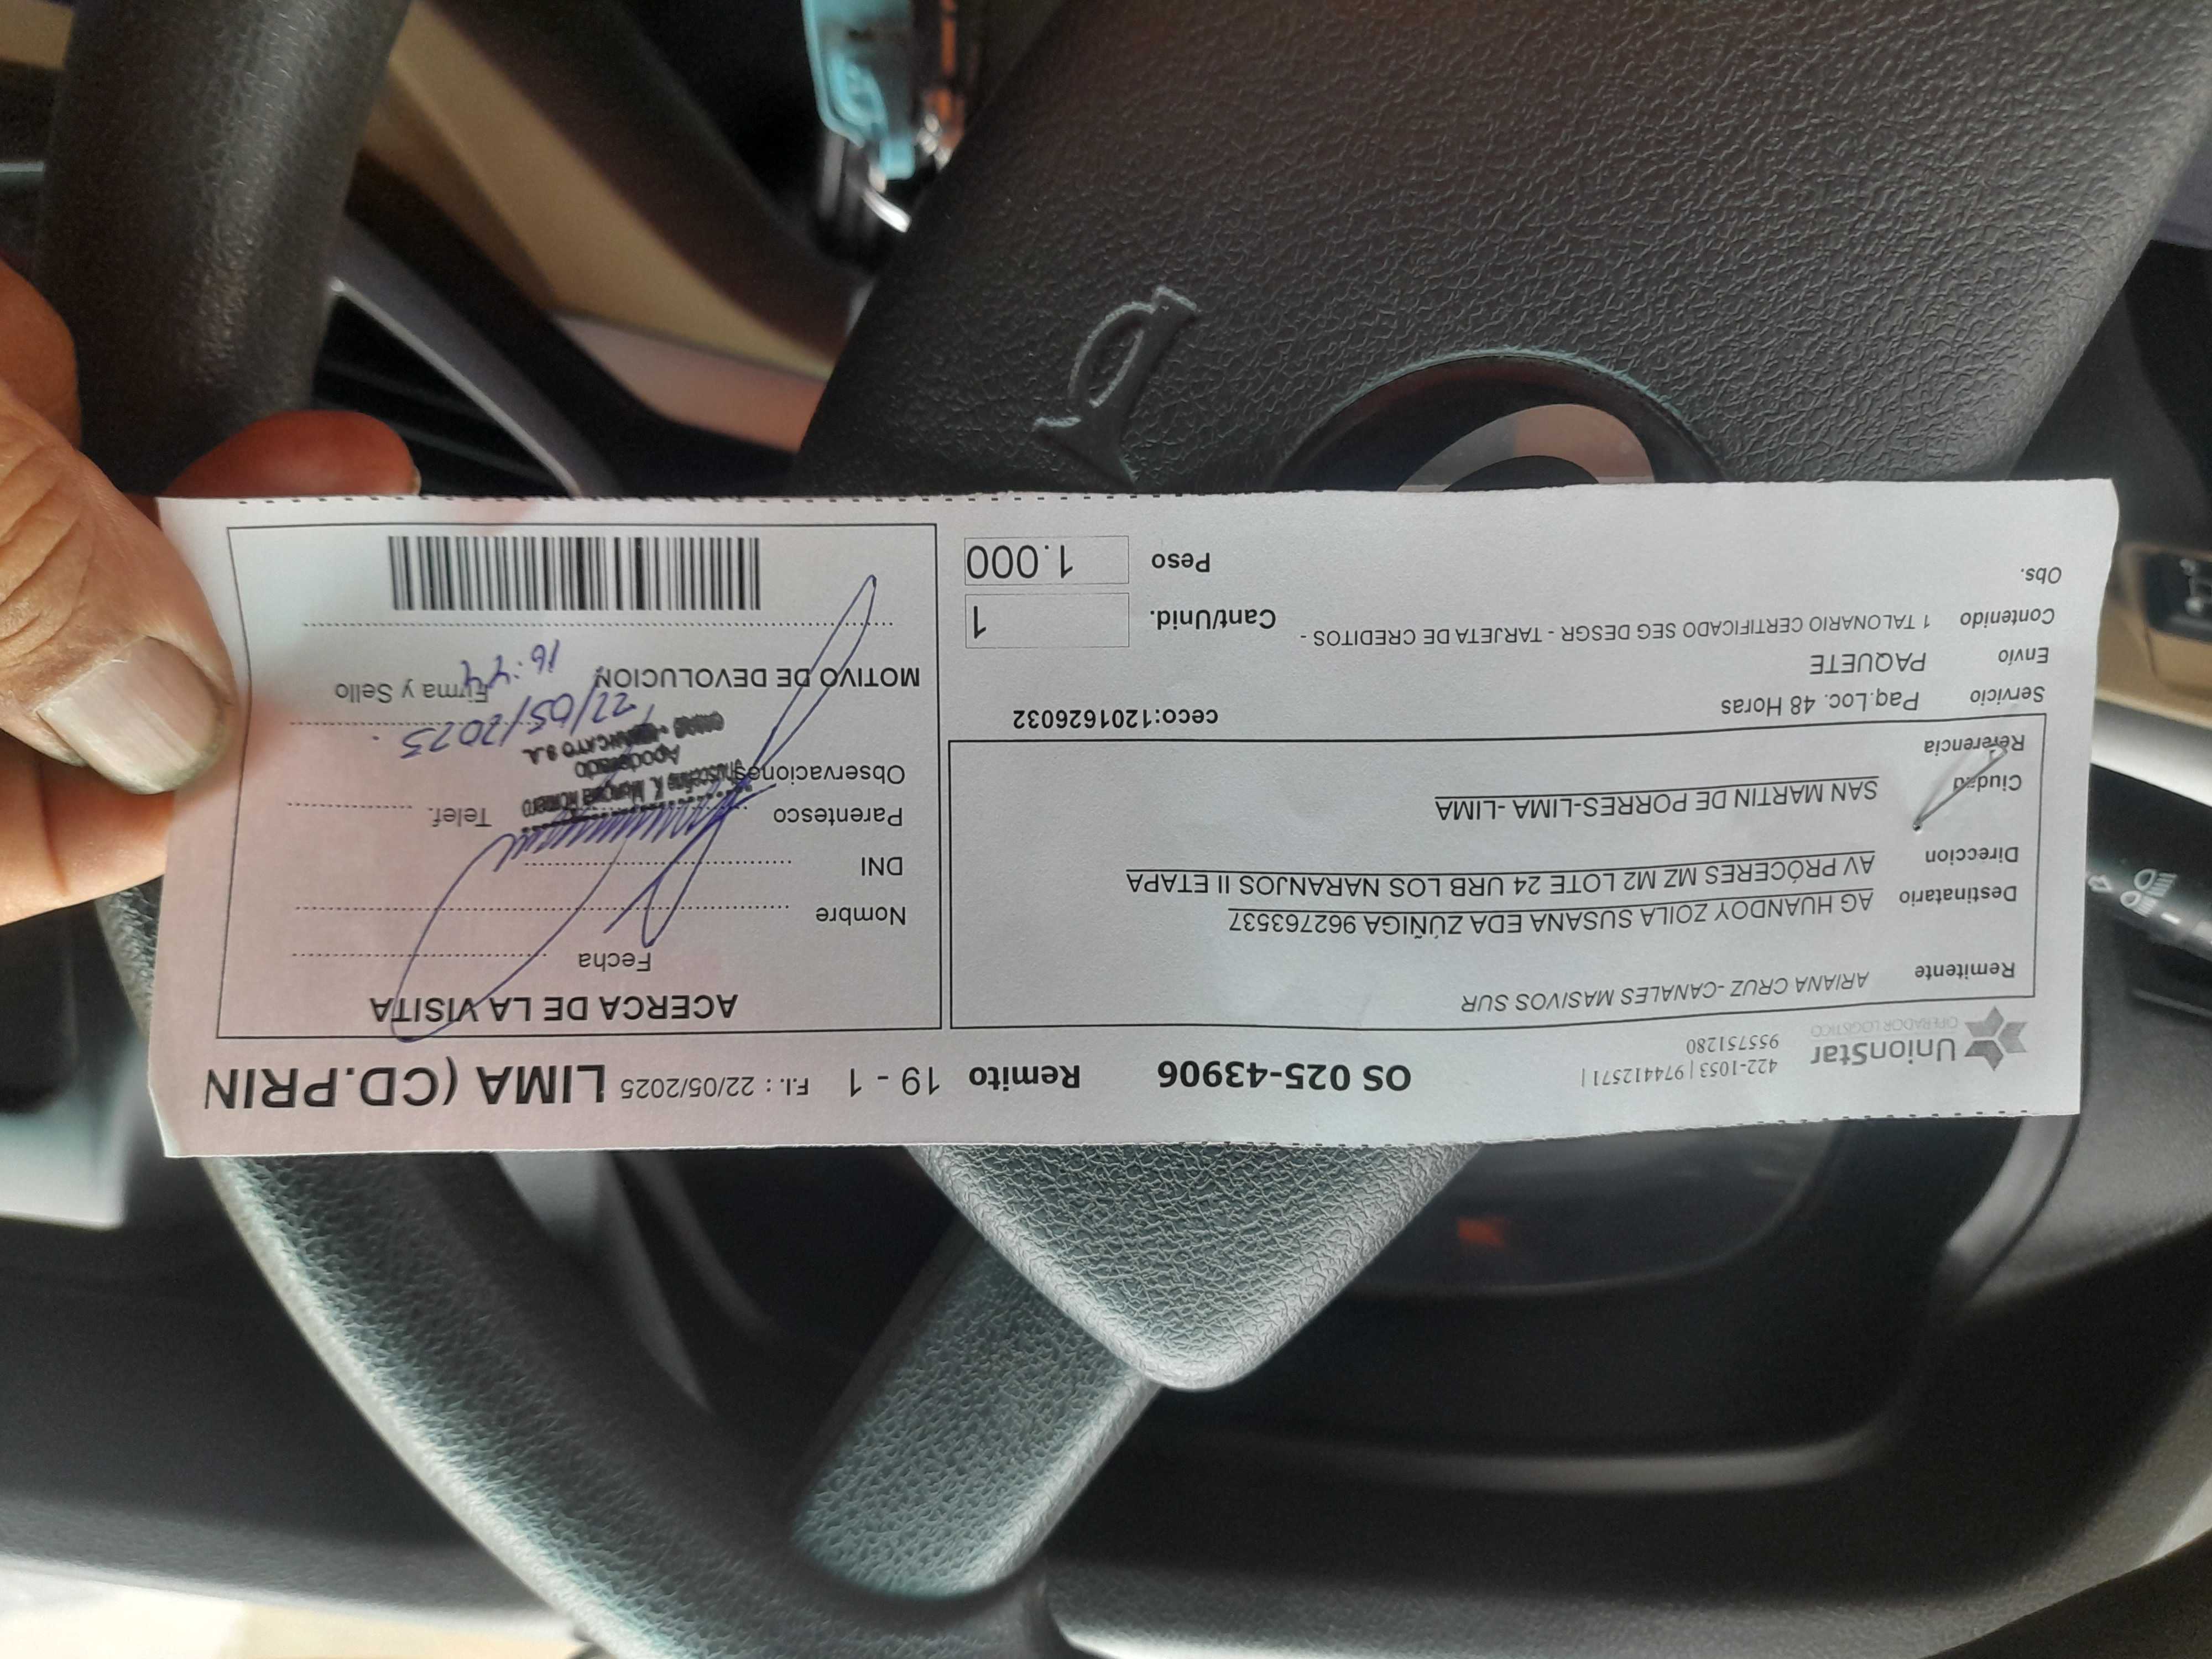 UnionStar
OPERADOR LOGÍSTICO
422-1053 | 974412571 |
955751280
OS 025-43906
Remito 19 - 1 F.I. : 22/05/2025 LIMA (CD.PRIN
Remitente ARIANA CRUZ -CANALES MASIVOS SUR
Destinatario AG HUANDOY ZOILA SUSANA EDA ZÚÑIGA 962763537
Direccion AV PRÓCERES MZ M2 LOTE 24 URB LOS NARANJOS II ETAPA
Ciudad SAN MARTIN DE PORRES-LIMA -LIMA
Referencia
Servicio Paq.Loc. 48 Horas ceco:1201626032
Envio PAQUETE
Contenido 1 TALONARIO CERTIFICADO SEG DESGR - TARJETA DE CREDITOS -
Cant/Unid. 1
Obs.
Peso 1.000
ACERCA DE LA VISITA
Fecha
Nombre
DNI
Parentesco Telef.
Observaciones
Apoderado
22/05/2025.
MOTIVO DE DEVOLUCION Firma y Sello
16:44